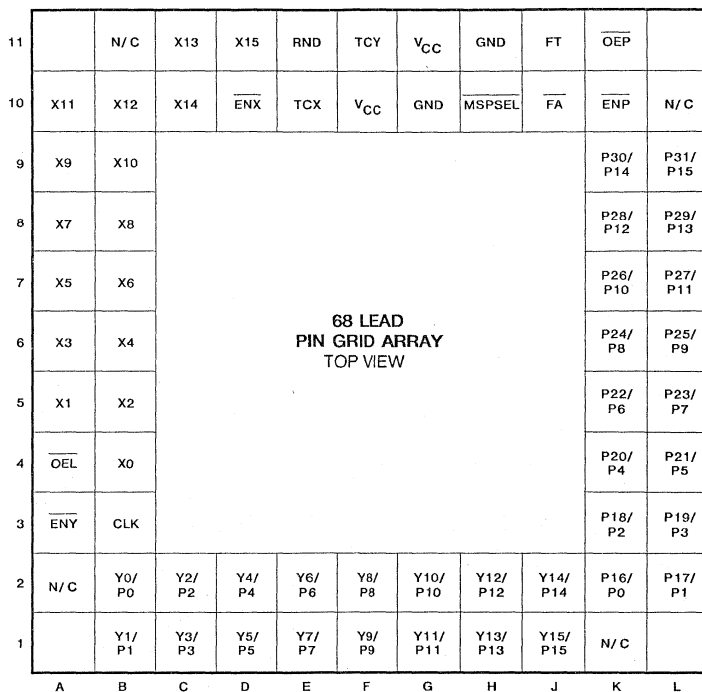 11 N/C X13 X15 RND TCY VCC GND FT OEP
10 X11 X12 X14 ENX TCX VCC GND MSPSEL FA ENP N/C
9 X9 X10 P30/P14 P31/P15
8 X7 X8 P28/P12 P29/P13
7 X5 X6 P26/P10 P27/P11
68 LEAD
PIN GRID ARRAY
TOP VIEW
6 X3 X4 P24/P8 P25/P9
5 X1 X2 P22/P6 P23/P7
4 OEL X0 P20/P4 P21/P5
3 ENY CLK P18/P2 P19/P3
2 N/C Y0/P0 Y2/P2 Y4/P4 Y6/P6 Y8/P8 Y10/P10 Y12/P12 Y14/P14 P16/P0 P17/P1
1 Y1/P1 Y3/P3 Y5/P5 Y7/P7 Y9/P9 Y11/P11 Y13/P13 Y15/P15 N/C
A B C D E F G H J K L